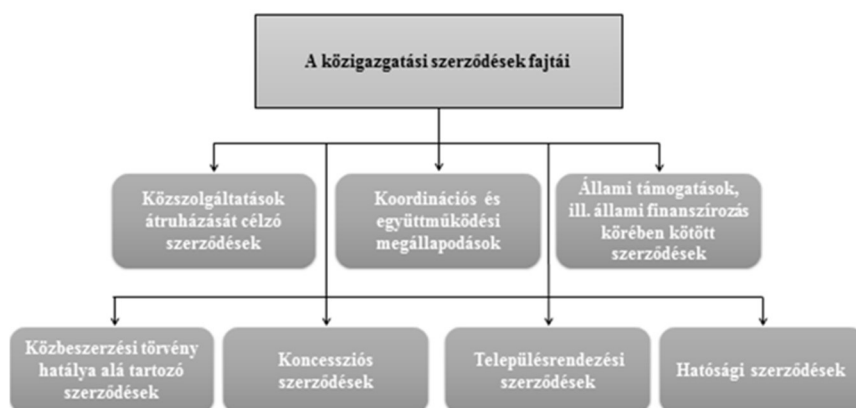 A közigazgatási szerződések fajtái
Közszolgáltatások
átruházását célzó
szerződések
Koordinációs és
együttműködési
megállapodások
Állami támogatások,
ill. állami finanszírozás
körében kötött
szerződések
Közbeszerzési törvény
hatálya alá tartozó
szerződések
Koncessziós
szerződések
Településrendezési
szerződések
Hatósági szerződések